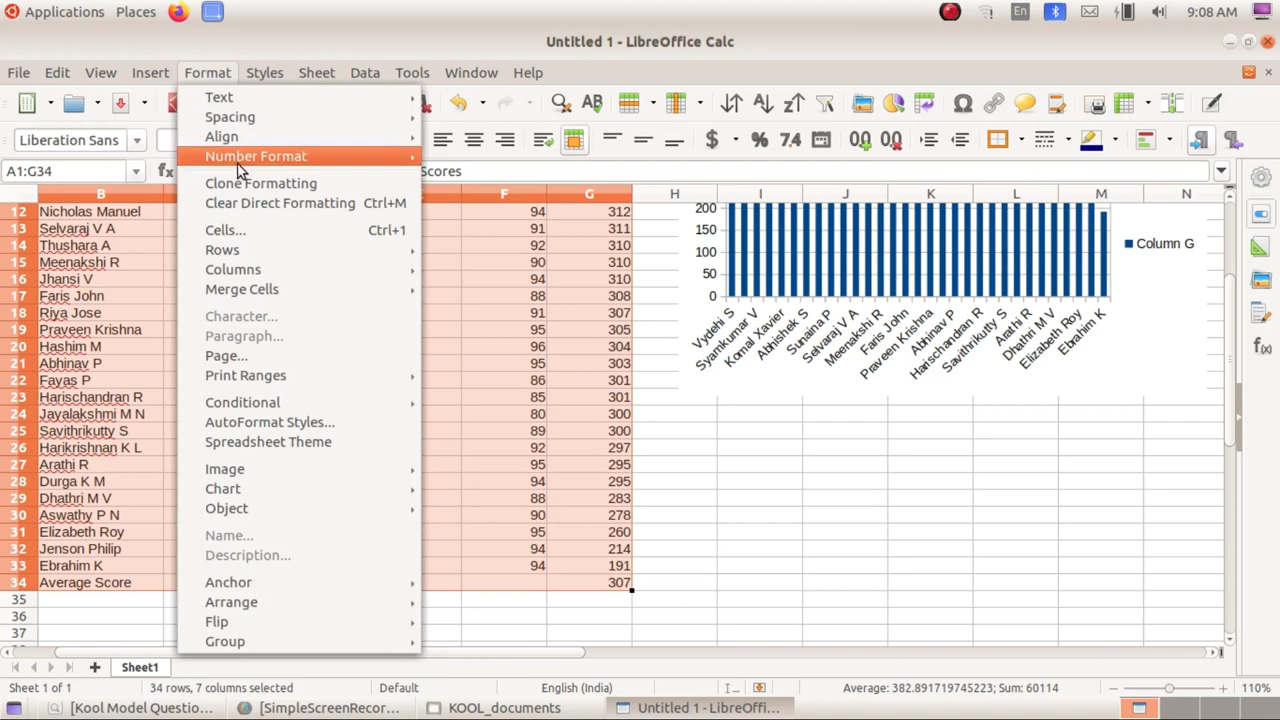 Applications Places En 9:08 AM
Untitled 1 - LibreOffice Calc
File Edit View Insert Format Styles Sheet Data Tools Window Help
Liberation Sans
A1:G34 Scores
B F G H I J K L M N
12 Nicholas Manuel 94 312
13 Selvaraj V A 91 311
14 Thushara A 92 310
15 Meenakshi R 90 310
16 Jhansi V 94 310
17 Faris John 88 308
18 Riya Jose 91 307
19 Praveen Krishna 95 305
20 Hashim M 96 304
21 Abhinav P 95 303
22 Fayas P 86 301
23 Harischandran R 85 301
24 Jayalakshmi M N 80 300
25 Savithrikutty S 89 300
26 Harikrishnan K L 92 297
27 Arathi R 95 295
28 Durga K M 94 295
29 Dhathri M V 88 283
30 Aswathy P N 90 278
31 Elizabeth Roy 95 260
32 Jenson Philip 94 214
33 Ebrahim K 94 191
34 Average Score 307
35
36
37
Text
Spacing
Align
Number Format
Clone Formatting
Clear Direct Formatting Ctrl+M
Cells... Ctrl+1
Rows
Columns
Merge Cells
Character...
Paragraph...
Page...
Print Ranges
Conditional
AutoFormat Styles...
Spreadsheet Theme
Image
Chart
Object
Name...
Description...
Anchor
Arrange
Flip
Group
200
150
100
50
0
Column G
Vydehi S
Syamkumar V
Komal Xavier
Abhishek S
Sunaina P
Selvaraj V A
Meenakshi R
Faris John
Praveen Krishna
Abhinav P
Harischandran R
Savithrikutty S
Arathi R
Dhathri M V
Elizabeth Roy
Ebrahim K
Sheet1
Sheet 1 of 1 34 rows, 7 columns selected Default English (India) Average: 382.891719745223; Sum: 60114 110%
[Kool Model Questio... [SimpleScreenRecor... KOOL_documents Untitled 1 - LibreOffi...